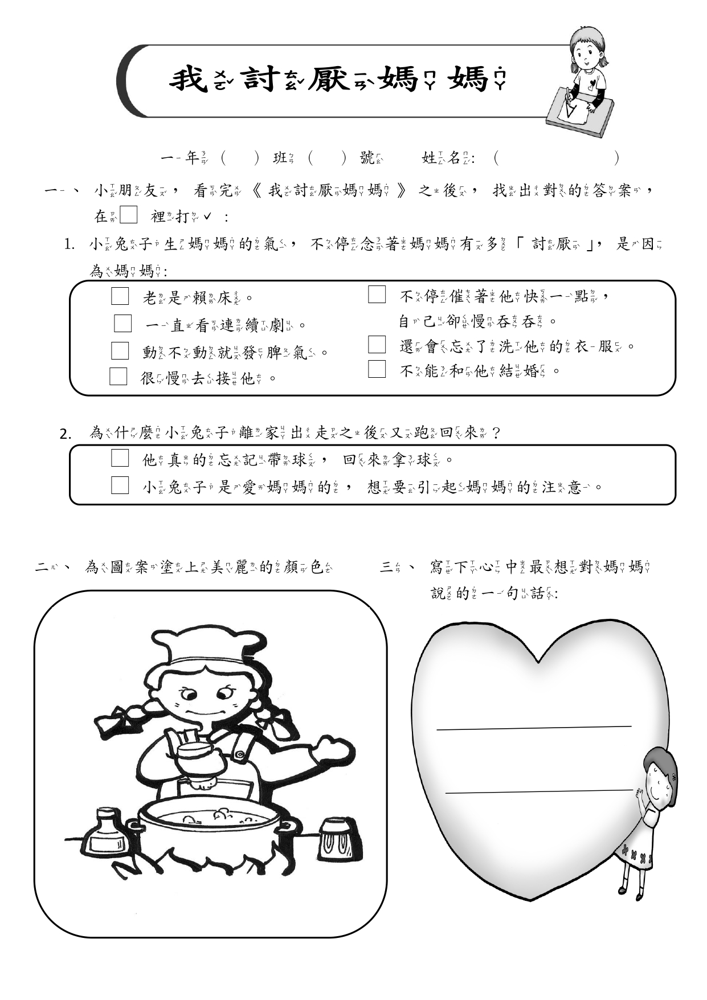 我討厭媽媽
一年（　）班（　）號　姓名：（　　　　　）
一、小朋友，看完《我討厭媽媽》之後，找出對的答案，
在□ 裡打✓：
1. 小兔子生媽媽的氣，不停念著媽媽有多「討厭」，是因
為媽媽：
□ 老是賴床。
□ 一直看連續劇。
□ 動不動就發脾氣。
□ 很慢去接他。
□ 不停催著他快一點，
自己卻慢吞吞。
□ 還會忘了洗他的衣服。
□ 不能和他結婚。
2. 為什麼小兔子離家出走之後又跑回來？
□ 他真的忘記帶球，回來拿球。
□ 小兔子是愛媽媽的，想要引起媽媽的注意。
二、為圖案塗上美麗的顏色
三、寫下心中最想對媽媽
說的一句話：